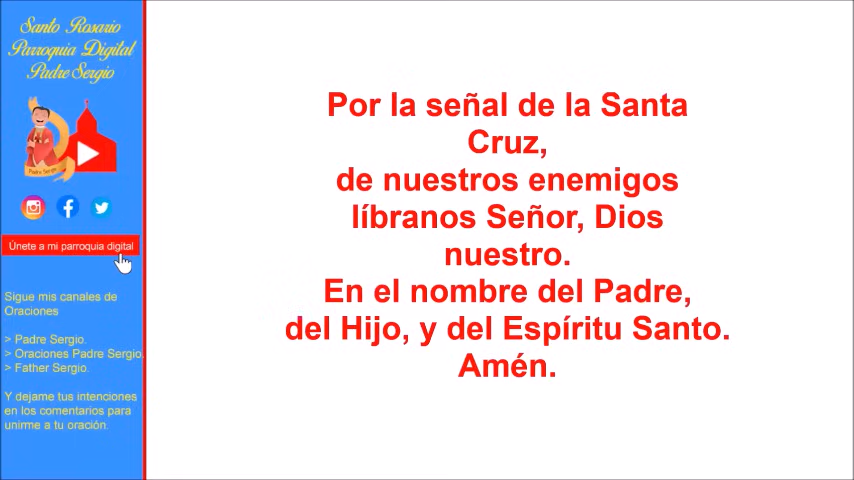 Santo Rosario
Parroquia Digital
Padre Sergio
Padre Sergio
Únete a mi parroquia digital
Sigue mis canales de
Oraciones
> Padre Sergio.
> Oraciones Padre Sergio.
> Father Sergio.
Y dejame tus intenciones
en los comentarios para
unirme a tu oración.
Por la señal de la Santa
Cruz,
de nuestros enemigos
líbranos Señor, Dios
nuestro.
En el nombre del Padre,
del Hijo, y del Espíritu Santo.
Amén.